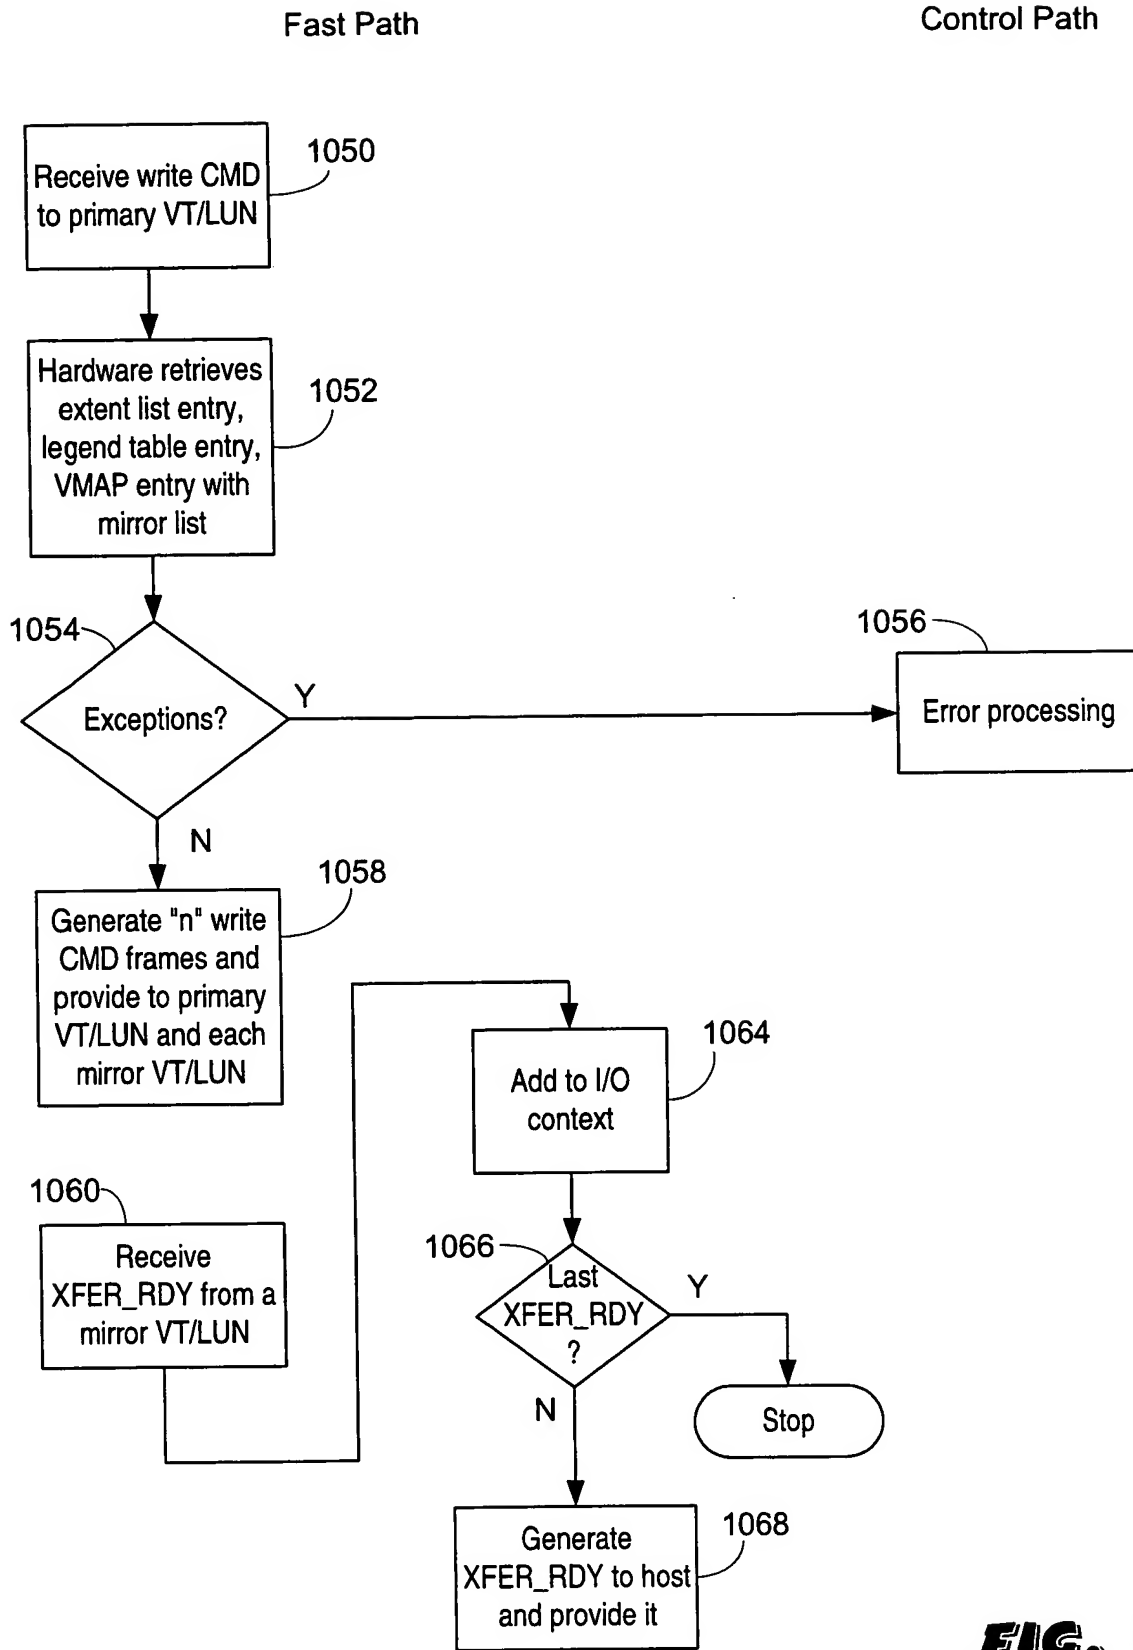 Fast Path
Control Path
1050
Receive write CMD
to primary VT/LUN
1052
Hardware retrieves
extent list entry,
legend table entry,
VMAP entry with
mirror list
1054
Exceptions?
Y
1056
Error processing
N
1058
Generate "n" write
CMD frames and
provide to primary
VT/LUN and each
mirror VT/LUN
1060
Receive
XFER_RDY from a
mirror VT/LUN
1064
Add to I/O
context
1066
Last
XFER_RDY
?
Y
Stop
N
1068
Generate
XFER_RDY to host
and provide it
FIG.